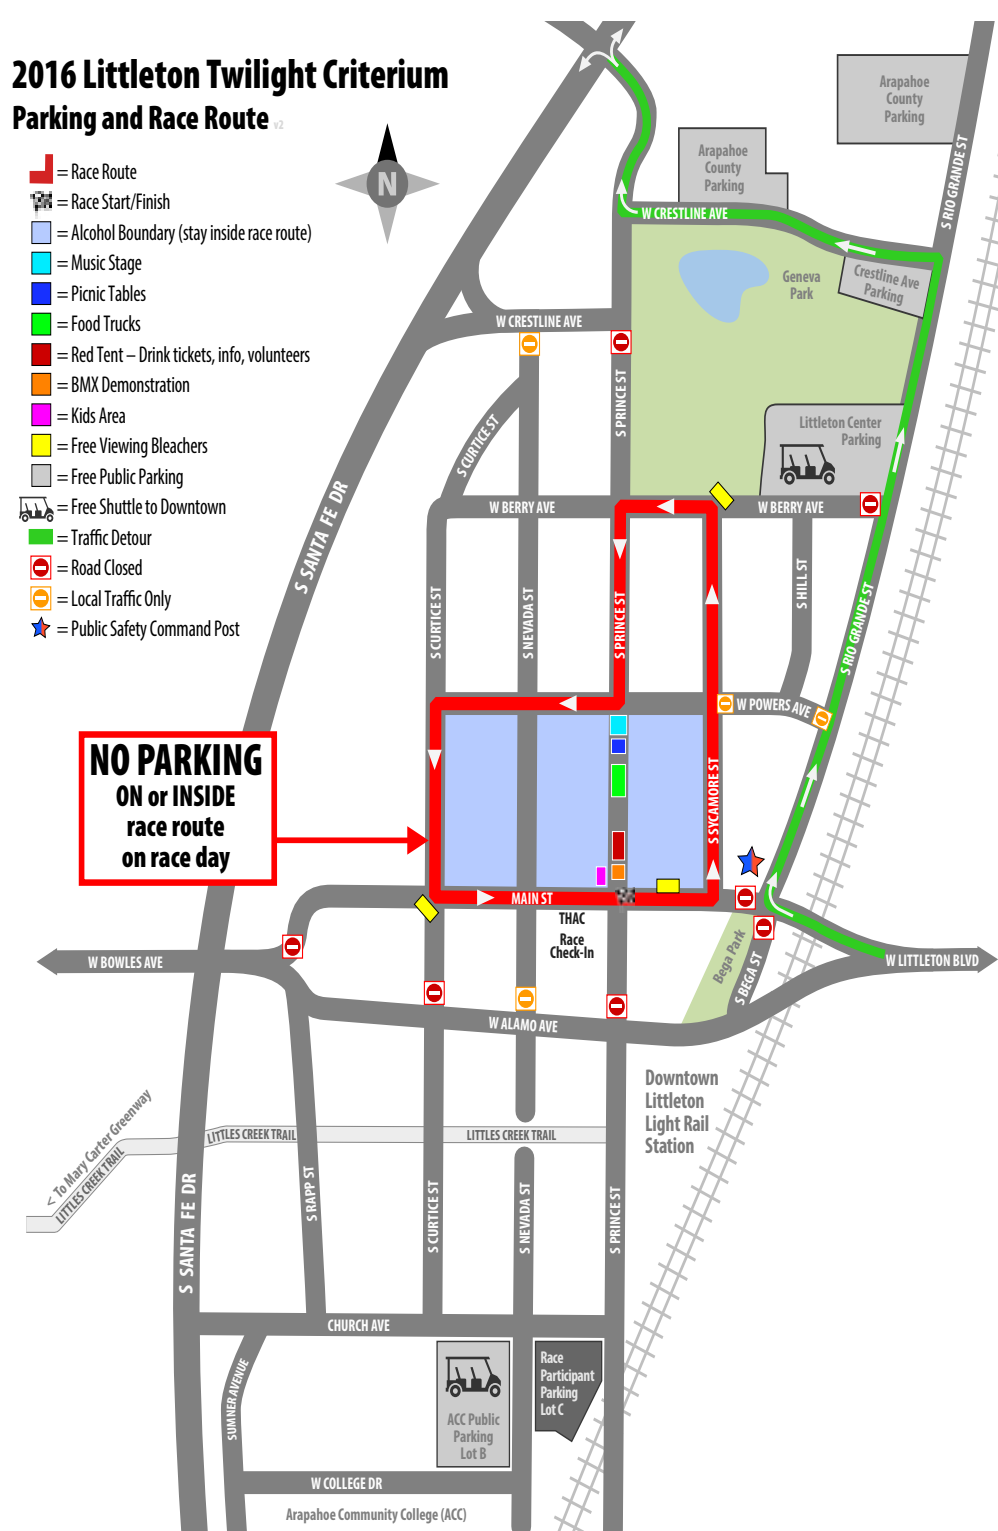 2016 Littleton Twilight Criterium
Parking and Race Route v2
= Race Route
= Race Start/Finish
= Alcohol Boundary (stay inside race route)
= Music Stage
= Picnic Tables
= Food Trucks
= Red Tent – Drink tickets, info, volunteers
= BMX Demonstration
= Kids Area
= Free Viewing Bleachers
= Free Public Parking
= Free Shuttle to Downtown
= Traffic Detour
= Road Closed
= Local Traffic Only
= Public Safety Command Post
N
Arapahoe
County
Parking
Arapahoe
County
Parking
S RIO GRANDE ST
W CRESTLINE AVE
Geneva
Park
Crestline Ave
Parking
W CRESTLINE AVE
S PRINCE ST
S CURTICE ST
Littleton Center
Parking
S SANTA FE DR
W BERRY AVE
W BERRY AVE
S CURTICE ST
S NEVADA ST
S PRINCE ST
S HILL ST
S RIO GRANDE ST
W POWERS AVE
S SYCAMORE ST
NO PARKING
ON or INSIDE
race route
on race day
MAIN ST
THAC
Race
Check-In
Bega Park
S BEGA ST
W BOWLES AVE
W LITTLETON BLVD
W ALAMO AVE
Downtown
Littleton
Light Rail
Station
< To Mary Carter Greenway
LITTLES CREEK TRAIL
LITTLES CREEK TRAIL
LITTLES CREEK TRAIL
S SANTA FE DR
S RAPP ST
S CURTICE ST
S NEVADA ST
S PRINCE ST
CHURCH AVE
SUMNER AVENUE
ACC Public
Parking
Lot B
Race
Participant
Parking
Lot C
W COLLEGE DR
Arapahoe Community College (ACC)